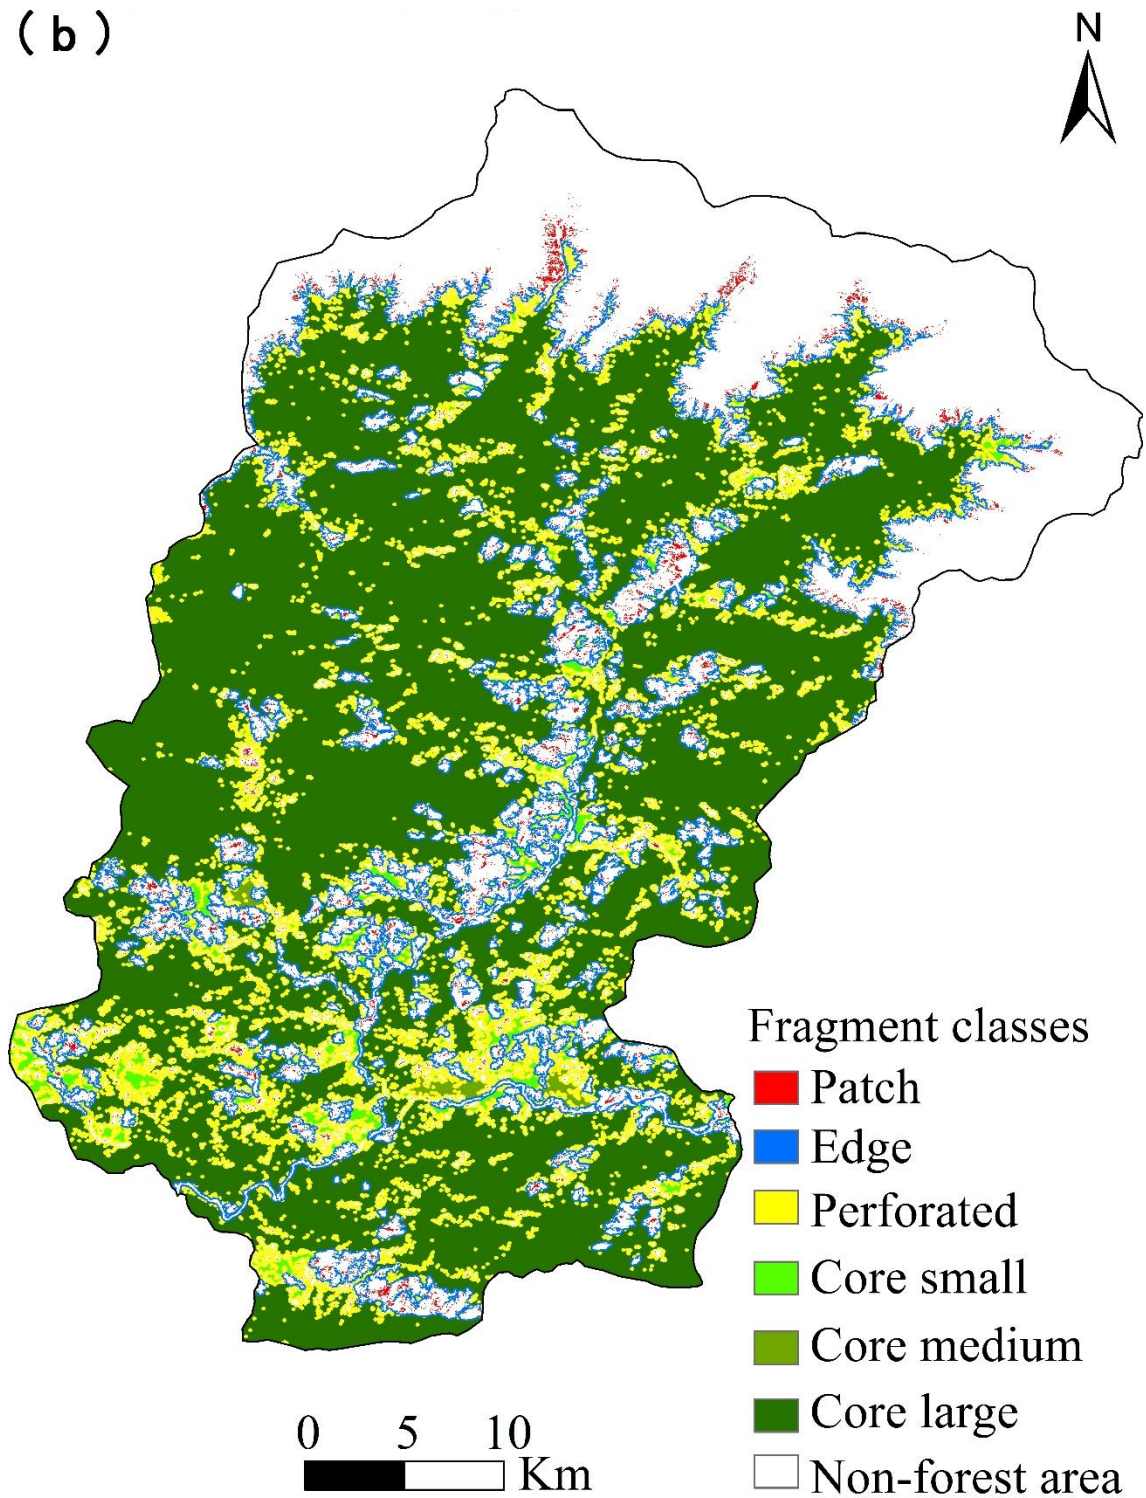 ( b )
N
Fragment classes
Patch
Edge
Perforated
Core small
Core medium
Core large
Non-forest area
0 5 10
Km